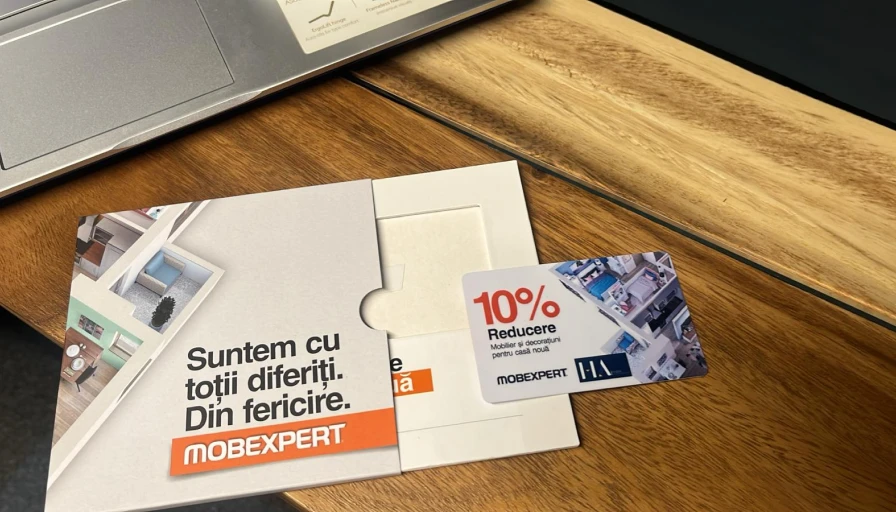 Suntem cu
toții diferiți.
Din fericire.
MOBEXPERT
10%
Reducere
Mobilier și decorațiuni
pentru casă nouă
MOBEXPERT